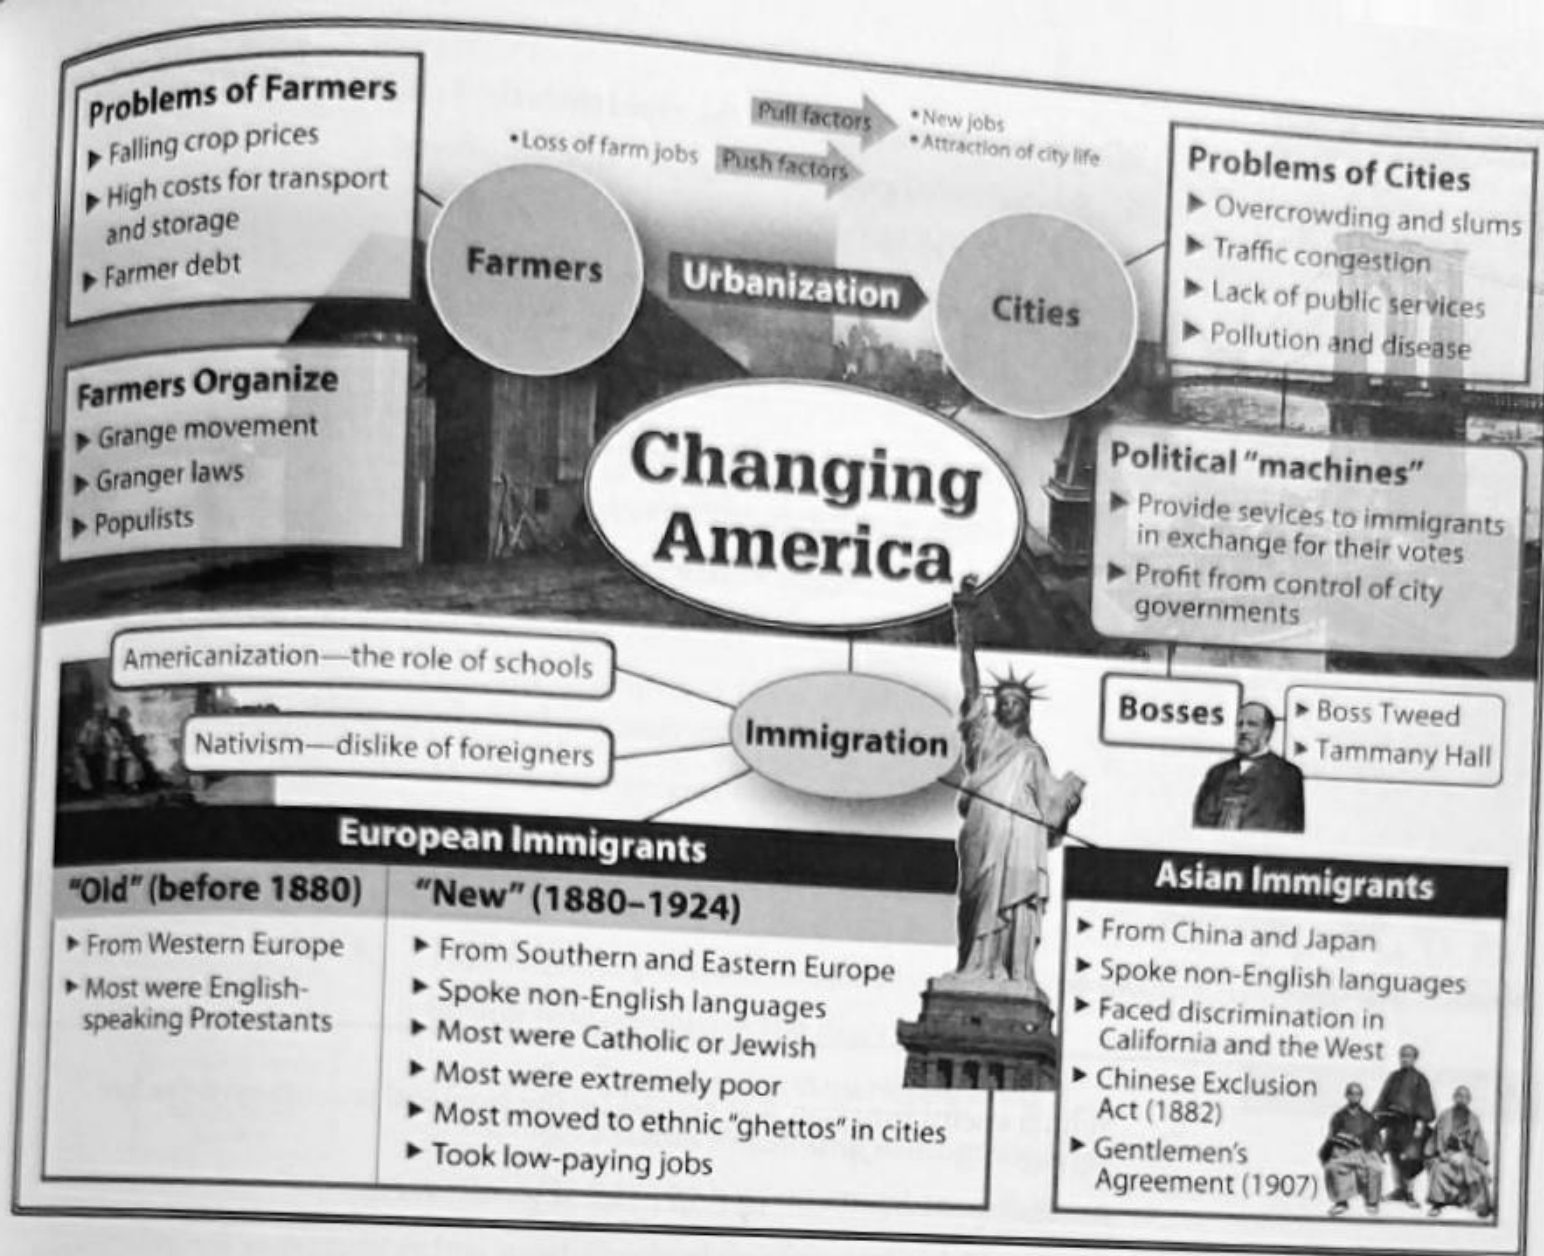 Problems of Farmers
▶ Falling crop prices
▶ High costs for transport
and storage
▶ Farmer debt
Farmers Organize
▶ Grange movement
▶ Granger laws
▶ Populists
Pull factors
• New jobs
• Attraction of city life
• Loss of farm jobs
Push factors
Farmers
Urbanization
Cities
Problems of Cities
▶ Overcrowding and slums
▶ Traffic congestion
▶ Lack of public services
▶ Pollution and disease
Changing
America
Political "machines"
▶ Provide sevices to immigrants
in exchange for their votes
▶ Profit from control of city
governments
Bosses
▶ Boss Tweed
▶ Tammany Hall
Americanization—the role of schools
Nativism—dislike of foreigners
Immigration
European Immigrants
"Old" (before 1880)
▶ From Western Europe
▶ Most were English-
speaking Protestants
"New" (1880–1924)
▶ From Southern and Eastern Europe
▶ Spoke non-English languages
▶ Most were Catholic or Jewish
▶ Most were extremely poor
▶ Most moved to ethnic "ghettos" in cities
▶ Took low-paying jobs
Asian Immigrants
▶ From China and Japan
▶ Spoke non-English languages
▶ Faced discrimination in
California and the West
▶ Chinese Exclusion
Act (1882)
▶ Gentlemen's
Agreement (1907)